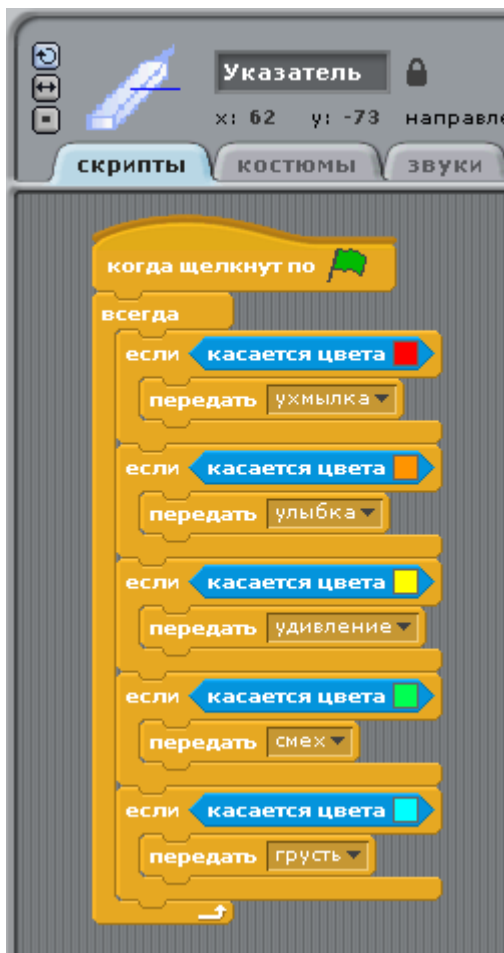 Указатель
x: 62 y: -73 направле
скрипты костюмы звуки
когда щелкнут по
всегда
если касается цвета
передать ухмылка
если касается цвета
передать улыбка
если касается цвета
передать удивление
если касается цвета
передать смех
если касается цвета
передать грусть